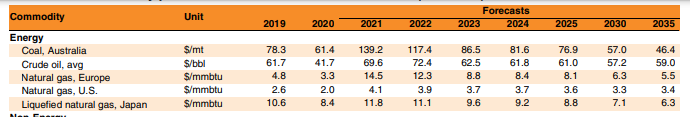 Forecasts
Commodity Unit
2019 2020 2021 2022 2023 2024 2025 2030 2035
Energy
Coal, Australia $/mt 78.3 61.4 139.2 117.4 86.5 81.6 76.9 57.0 46.4
Crude oil, avg $/bbl 61.7 41.7 69.6 72.4 62.5 61.8 61.0 57.2 59.0
Natural gas, Europe $/mmbtu 4.8 3.3 14.5 12.3 8.8 8.4 8.1 6.3 5.5
Natural gas, U.S. $/mmbtu 2.6 2.0 4.1 3.9 3.7 3.7 3.6 3.3 3.4
Liquefied natural gas, Japan $/mmbtu 10.6 8.4 11.8 11.1 9.6 9.2 8.8 7.1 6.3